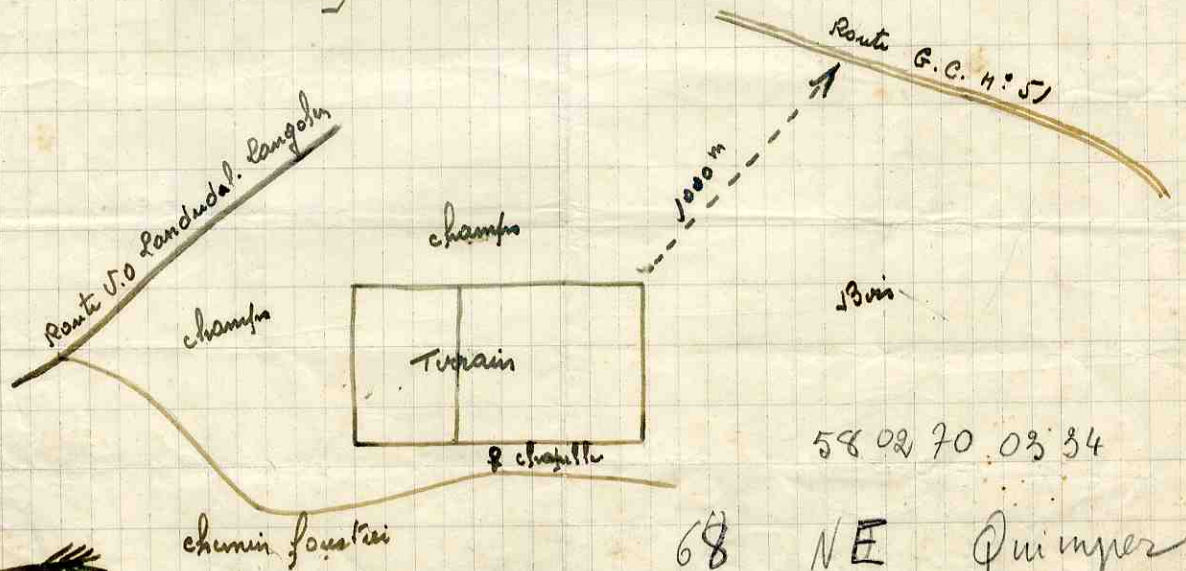 Route G.C. N° 51
Route V.O Landudal. Langolen
1000 m
champs
champs
Bois
Terrain
chapelle
58 02 70 03 34
chemin forestier
68 NE Quimper